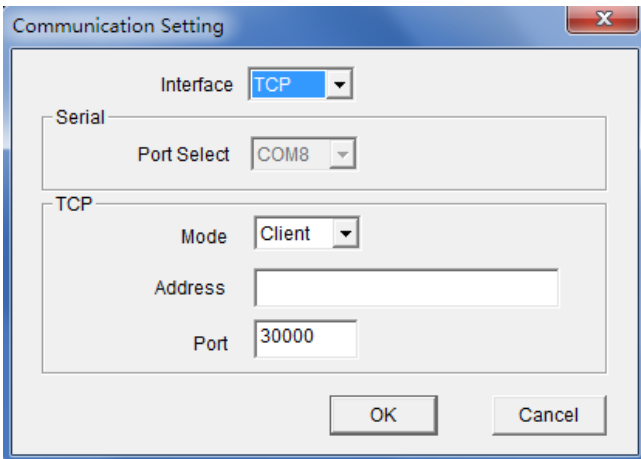 Communication Setting
Interface TCP
Serial
Port Select COM8
TCP
Mode Client
Address
Port 30000
OK Cancel